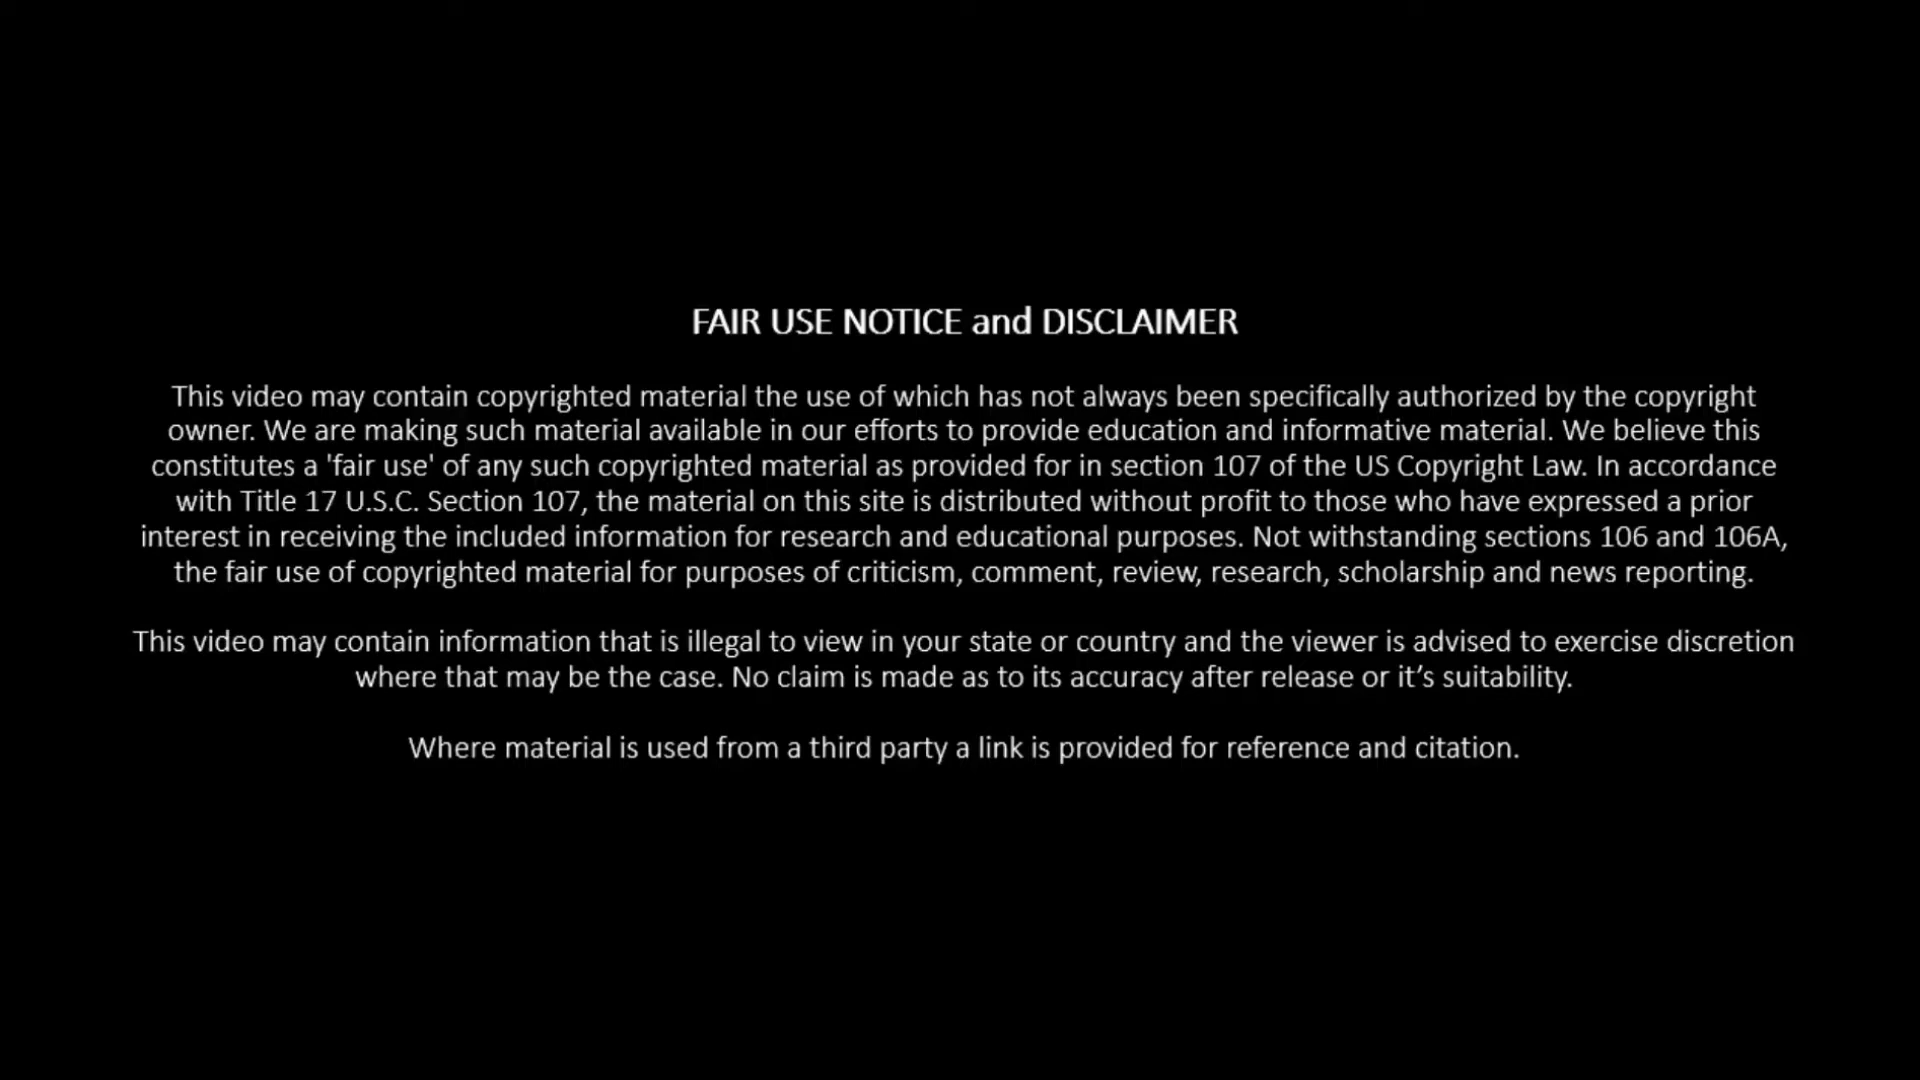 FAIR USE NOTICE and DISCLAIMER
This video may contain copyrighted material the use of which has not always been specifically authorized by the copyright
owner. We are making such material available in our efforts to provide education and informative material. We believe this
constitutes a 'fair use' of any such copyrighted material as provided for in section 107 of the US Copyright Law. In accordance
with Title 17 U.S.C. Section 107, the material on this site is distributed without profit to those who have expressed a prior
interest in receiving the included information for research and educational purposes. Not withstanding sections 106 and 106A,
the fair use of copyrighted material for purposes of criticism, comment, review, research, scholarship and news reporting.
This video may contain information that is illegal to view in your state or country and the viewer is advised to exercise discretion
where that may be the case. No claim is made as to its accuracy after release or it’s suitability.
Where material is used from a third party a link is provided for reference and citation.